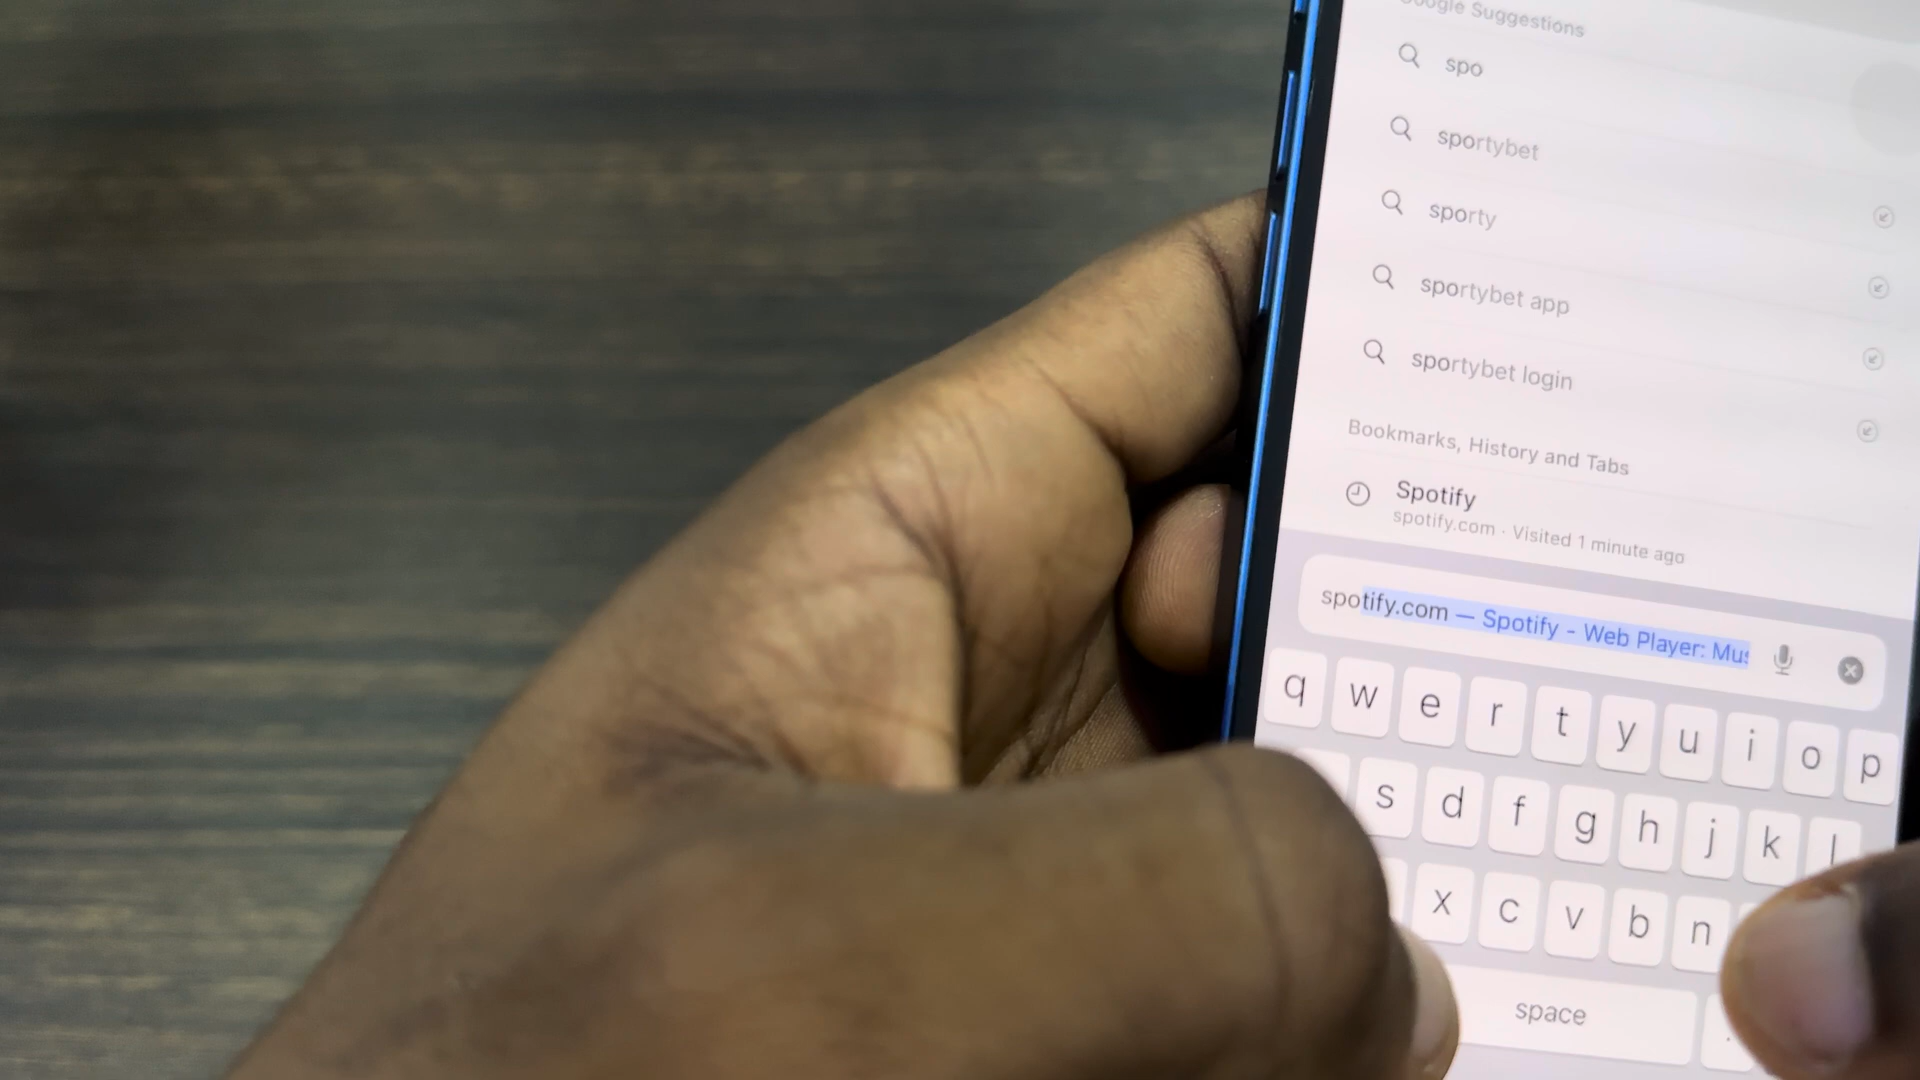 Google Suggestions
spo
sportybet
sporty
sportybet app
sportybet login
Bookmarks, History and Tabs
Spotify
spotify.com · Visited 1 minute ago
spotify.com — Spotify - Web Player: Mus
q w e r t y u i o p
s d f g h j k l
x c v b n
space
.